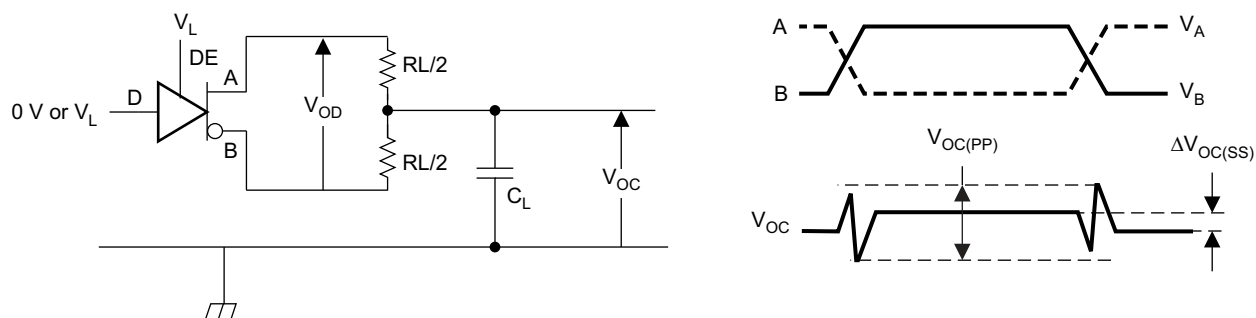 V_L
DE
A
D
0 V or V_L
B
V_OD
RL/2
RL/2
C_L
V_OC
A
B
V_A
V_B
V_OC(PP)
ΔV_OC(SS)
V_OC